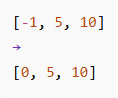 [-1, 5, 10]
→
[0, 5, 10]